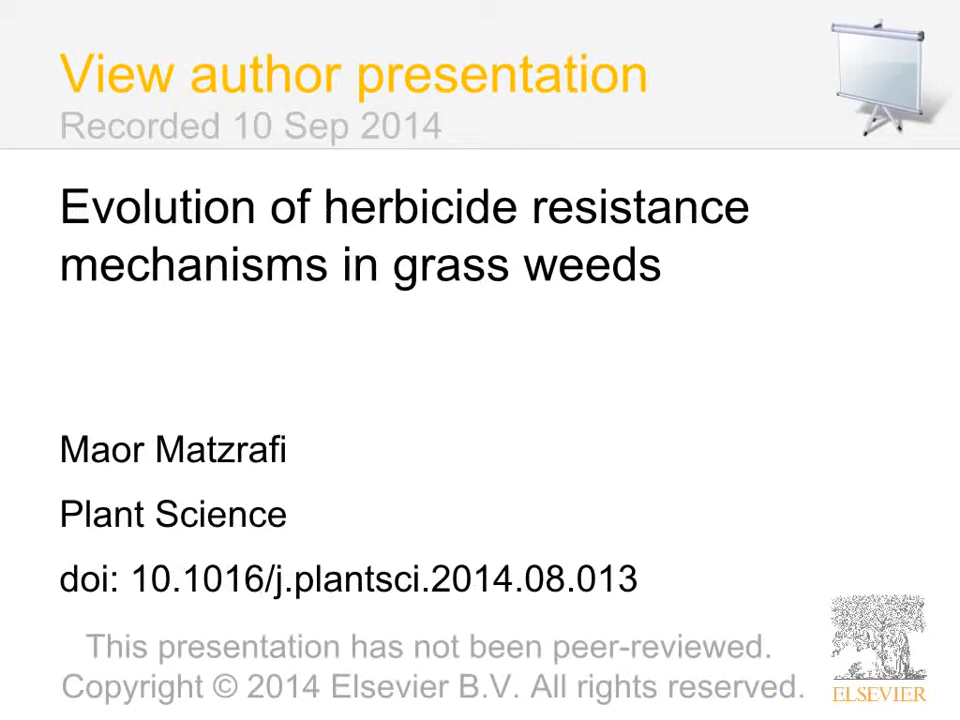 View author presentation
Recorded 10 Sep 2014
Evolution of herbicide resistance
mechanisms in grass weeds
Maor Matzrafi
Plant Science
doi: 10.1016/j.plantsci.2014.08.013
This presentation has not been peer-reviewed.
Copyright © 2014 Elsevier B.V. All rights reserved.
ELSEVIER